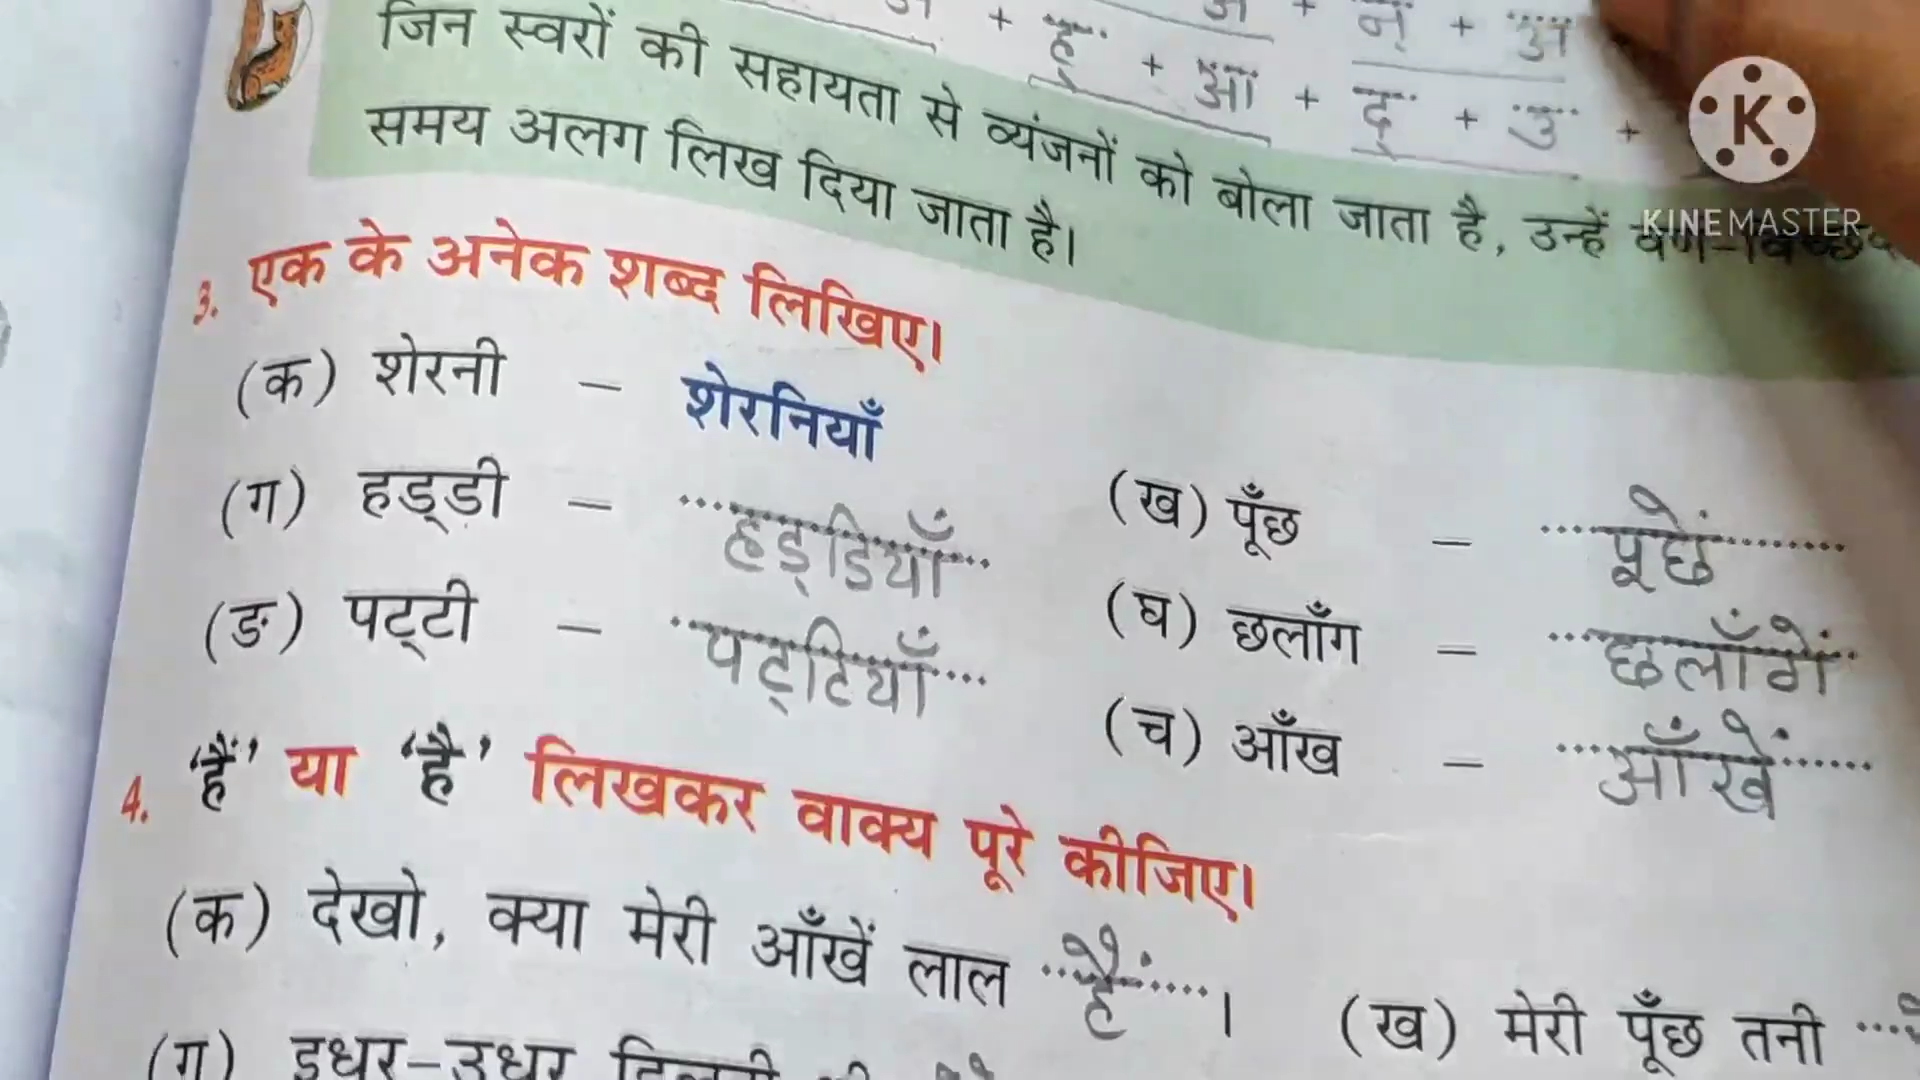 + ह् + आ + न् + अ
+ द् + उ +
जिन स्वरों की सहायता से व्यंजनों को बोला जाता है, उन्हें वर्ण-विच्छेद
समय अलग लिख दिया जाता है।
3. एक के अनेक शब्द लिखिए।
(क) शेरनी – शेरनियाँ
(ख) पूँछ – पूछें
(ग) हड्डी – हड्डियाँ
(घ) छलाँग – छलाँगें
(ङ) पट्टी – पट्टियाँ
(च) आँख – आँखें
4. 'हैं' या 'है' लिखकर वाक्य पूरे कीजिए।
(क) देखो, क्या मेरी आँखें लाल हैं।
(ख) मेरी पूँछ तनी
(ग) इधर-उधर
K
KINEMASTER